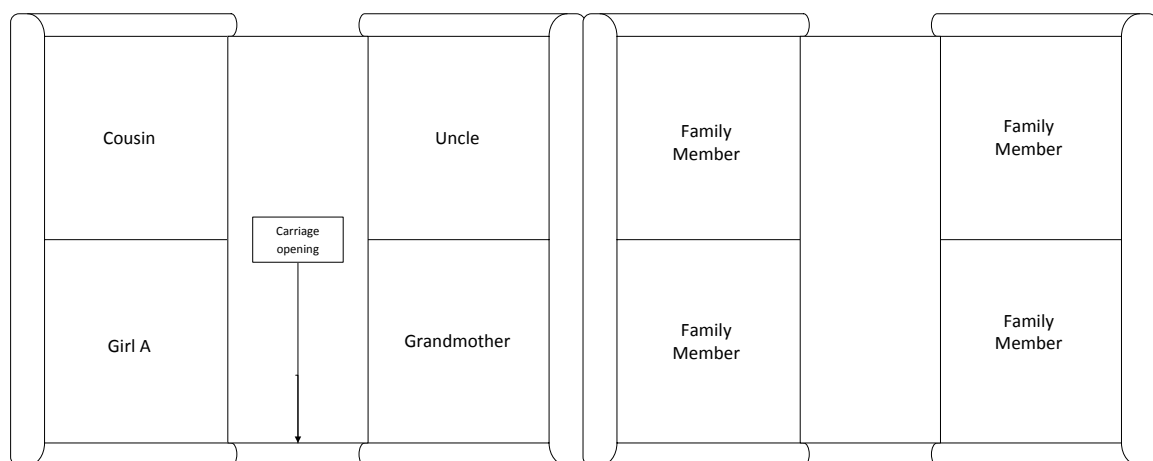 Cousin
Uncle
Family
Member
Family
Member
Carriage
opening
Girl A
Grandmother
Family
Member
Family
Member